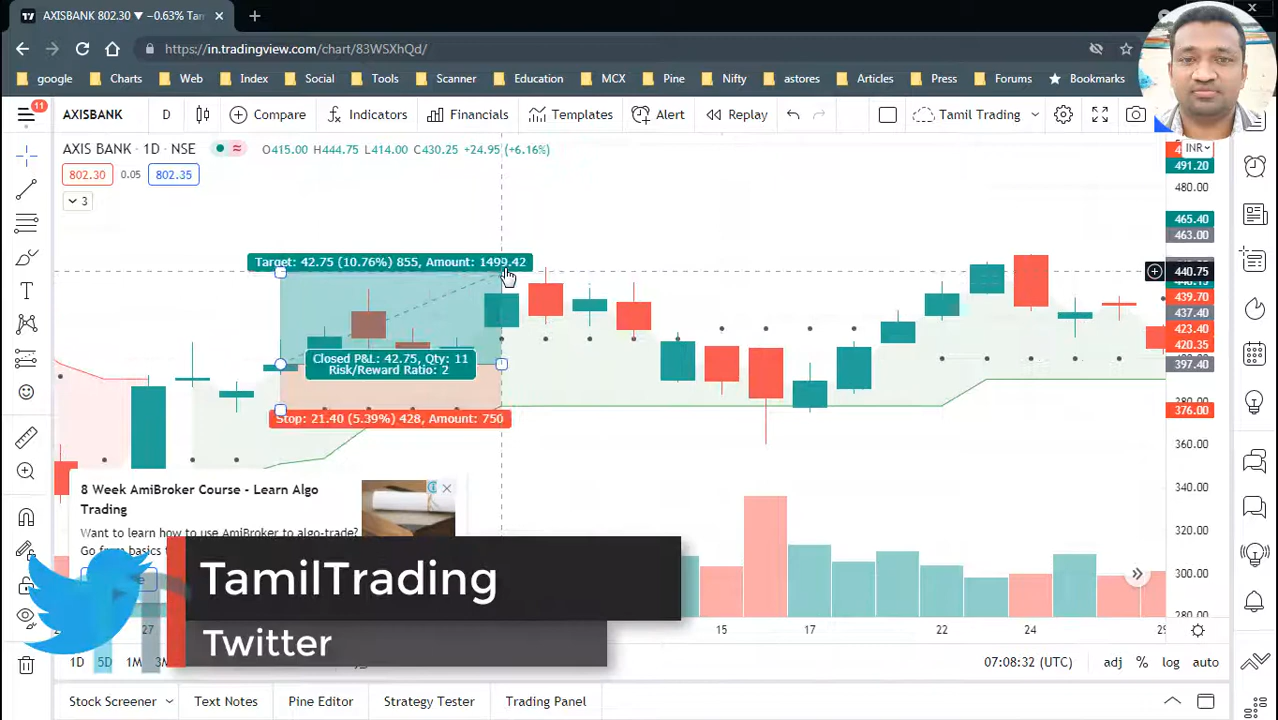 AXISBANK 802.30 ▼ −0.63% Tar
https://in.tradingview.com/chart/83WSXhQd/
google Charts Web Index Social Tools Scanner Education MCX Pine Nifty astores Articles Press Forums Bookmarks
11
AXISBANK D Compare Indicators Financials Templates Alert Replay Tamil Trading
AXIS BANK · 1D · NSE O415.00 H444.75 L414.00 C430.25 +24.95 (+6.16%)
INR
802.30 0.05 802.35
491.20
480.00
3
465.40
463.00
Target: 42.75 (10.76%) 855, Amount: 1499.42
440.75
439.70
437.40
423.40
420.35
Closed P&L: 42.75, Qty: 11
Risk/Reward Ratio: 2
397.40
380.00
376.00
Stop: 21.40 (5.39%) 428, Amount: 750
360.00
340.00
320.00
300.00
280.00
8 Week AmiBroker Course - Learn Algo
Trading
Want to learn how to use AmiBroker to algo-trade?
TamilTrading
Twitter
27 15 17 22 24 25
1D 5D 1M 07:08:32 (UTC) adj % log auto
Stock Screener Text Notes Pine Editor Strategy Tester Trading Panel